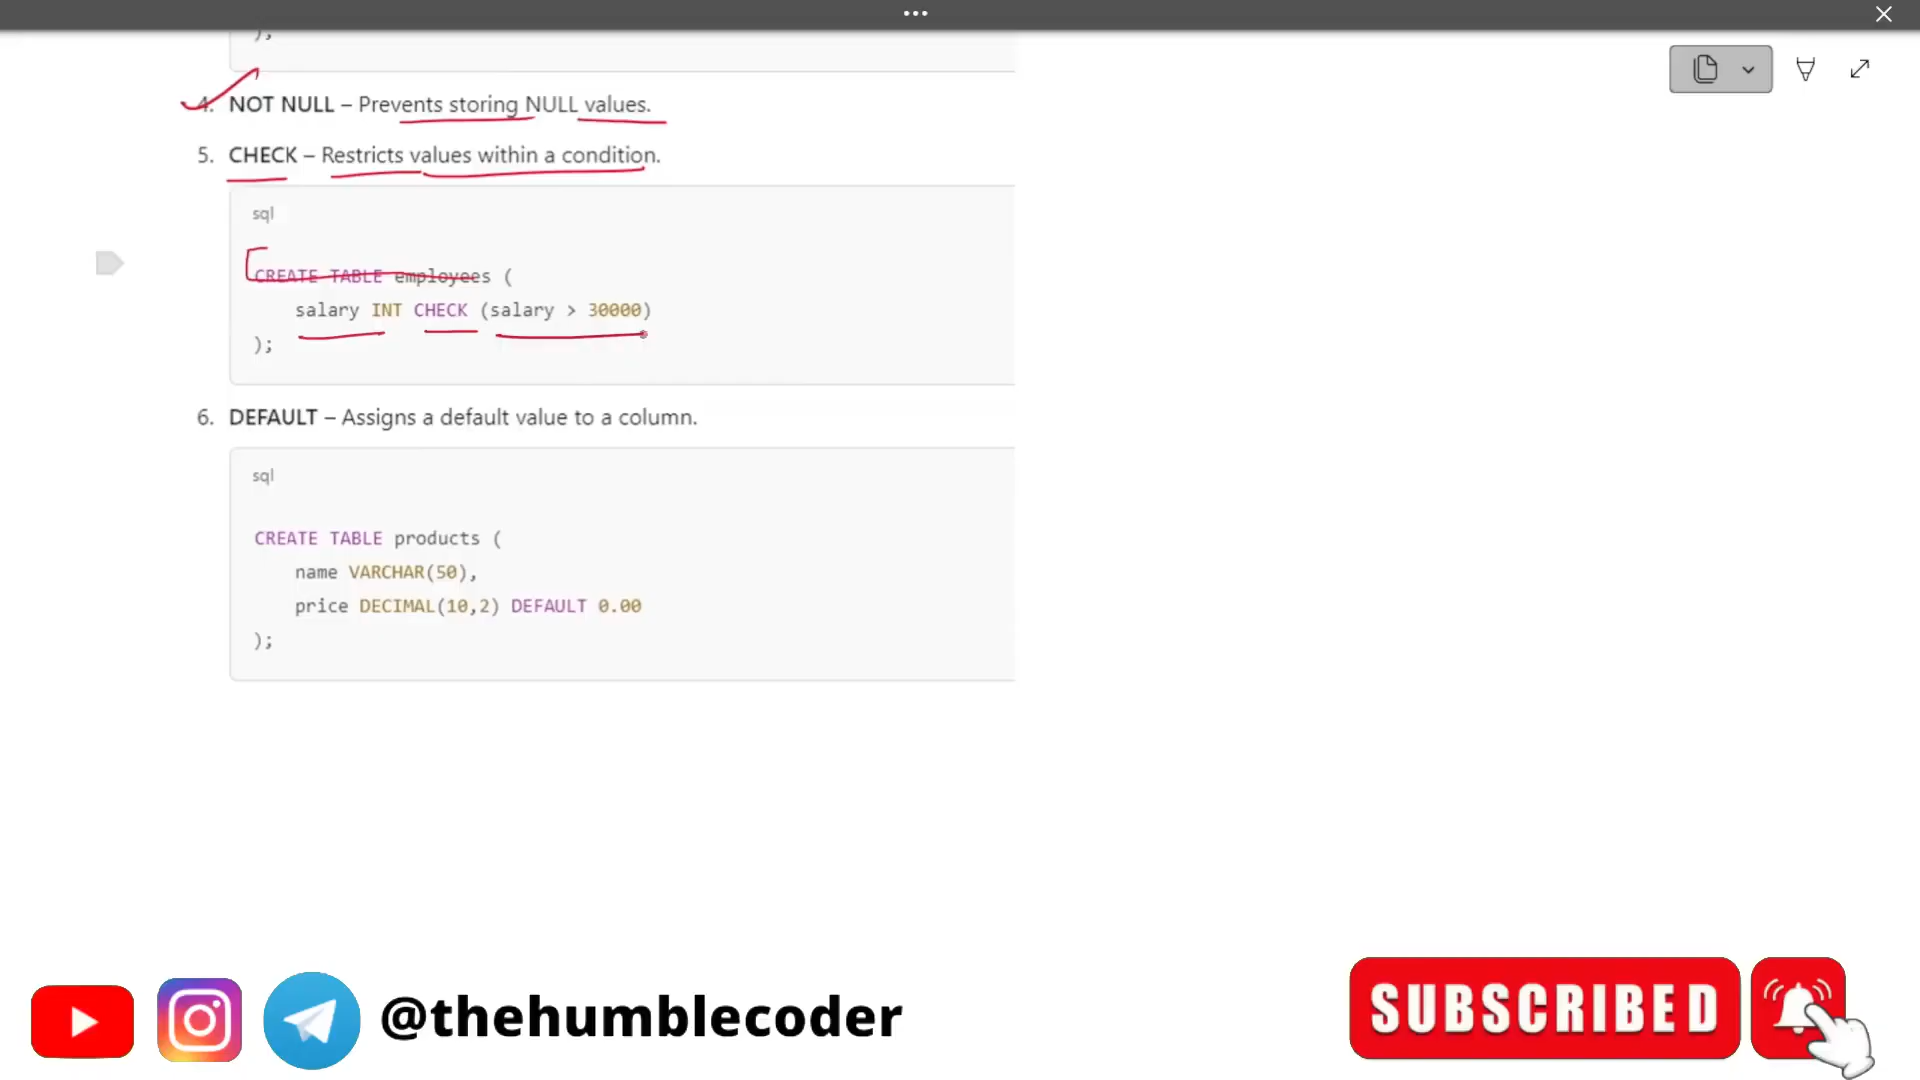 );
4. NOT NULL – Prevents storing NULL values.
5. CHECK – Restricts values within a condition.
sql
CREATE TABLE employees (
salary INT CHECK (salary > 30000)
);
6. DEFAULT – Assigns a default value to a column.
sql
CREATE TABLE products (
name VARCHAR(50),
price DECIMAL(10,2) DEFAULT 0.00
);
@thehumblecoder
SUBSCRIBED